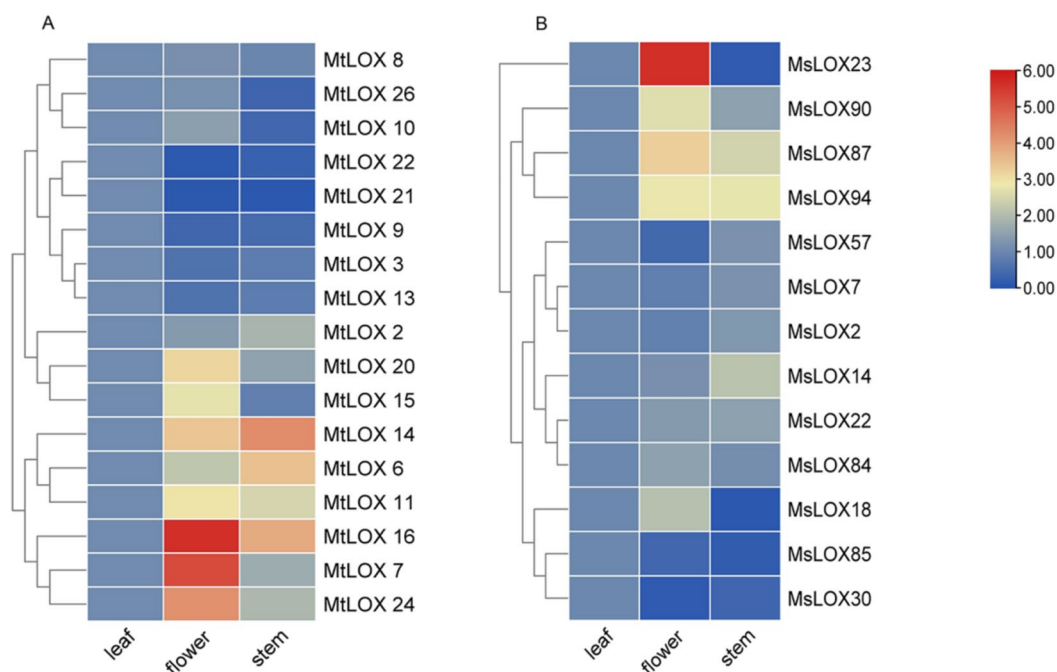 A
MtLOX 8
MtLOX 26
MtLOX 10
MtLOX 22
MtLOX 21
MtLOX 9
MtLOX 3
MtLOX 13
MtLOX 2
MtLOX 20
MtLOX 15
MtLOX 14
MtLOX 6
MtLOX 11
MtLOX 16
MtLOX 7
MtLOX 24
leaf
flower
stem
B
MsLOX23
MsLOX90
MsLOX87
MsLOX94
MsLOX57
MsLOX7
MsLOX2
MsLOX14
MsLOX22
MsLOX84
MsLOX18
MsLOX85
MsLOX30
leaf
flower
stem
6.00
5.00
4.00
3.00
2.00
1.00
0.00